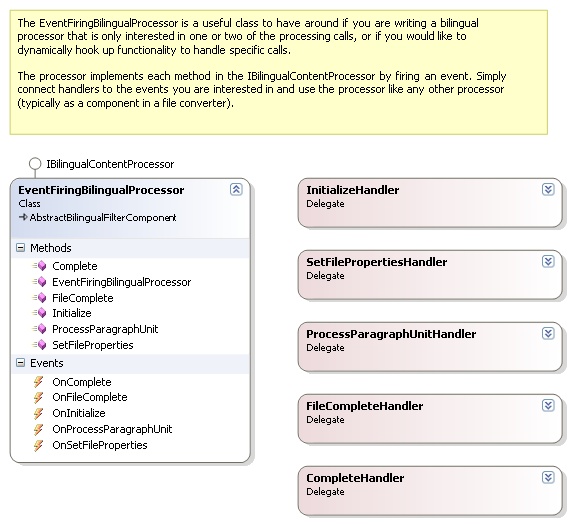 The EventFiringBilingualProcessor is a useful class to have around if you are writing a bilingual
processor that is only interested in one or two of the processing calls, or if you would like to
dynamically hook up functionality to handle specific calls.
The processor implements each method in the IBilingualContentProcessor by firing an event. Simply
connect handlers to the events you are interested in and use the processor like any other processor
(typically as a component in a file converter).
IBilingualContentProcessor
EventFiringBilingualProcessor
Class
AbstractBilingualFilterComponent
Methods
Complete
EventFiringBilingualProcessor
FileComplete
Initialize
ProcessParagraphUnit
SetFileProperties
Events
OnComplete
OnFileComplete
OnInitialize
OnProcessParagraphUnit
OnSetFileProperties
InitializeHandler
Delegate
SetFilePropertiesHandler
Delegate
ProcessParagraphUnitHandler
Delegate
FileCompleteHandler
Delegate
CompleteHandler
Delegate